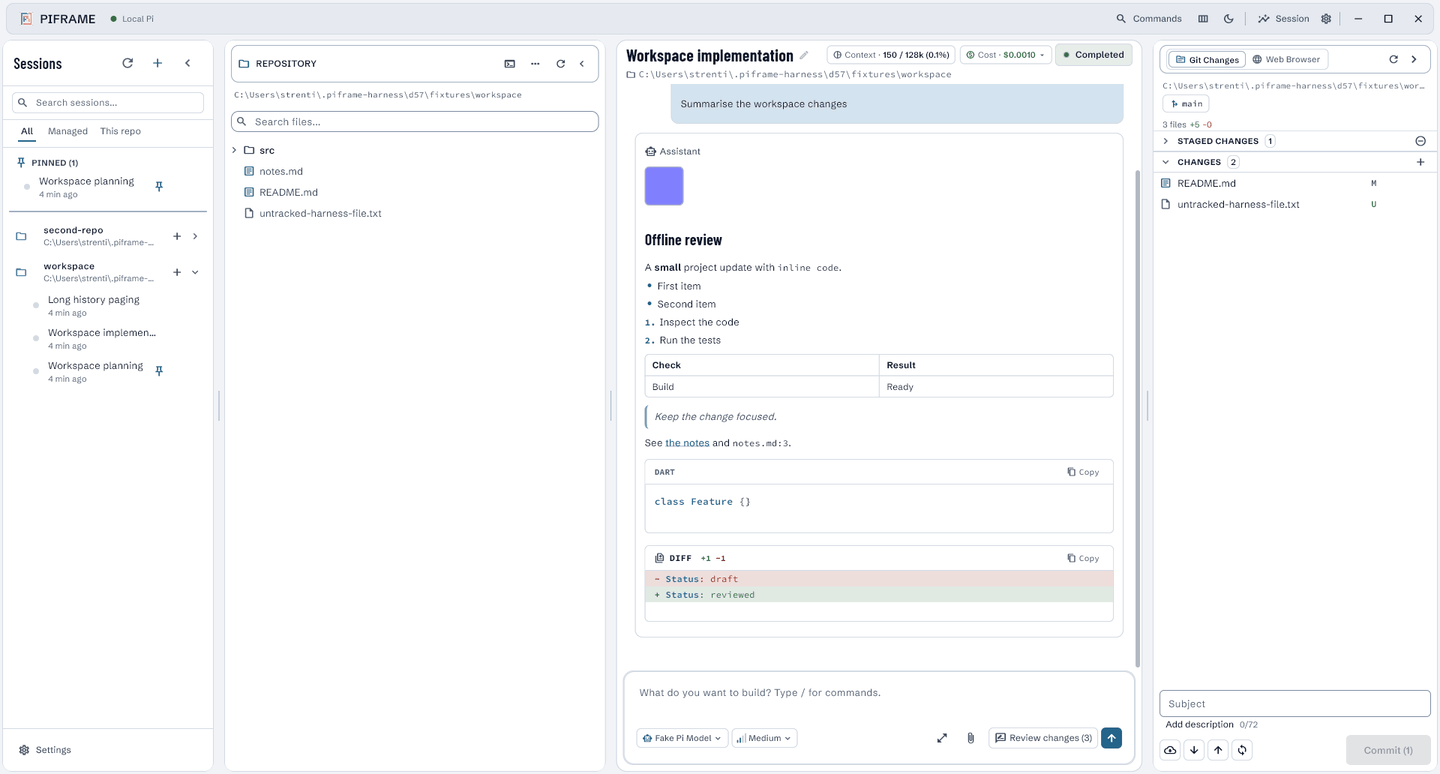 PIFRAME
Local Pi
Commands
Session
Sessions
Search sessions...
All Managed This repo
PINNED (1)
Workspace planning
4 min ago
second-repo
C:\Users\strenti\.piframe-...
workspace
C:\Users\strenti\.piframe-...
Long history paging
4 min ago
Workspace implemen...
4 min ago
Workspace planning
4 min ago
Settings
REPOSITORY
C:\Users\strenti\.piframe-harness\d57\fixtures\workspace
Search files...
src
notes.md
README.md
untracked-harness-file.txt
Workspace implementation
Context · 150 / 128k (0.1%)
Cost · $0.0010
Completed
C:\Users\strenti\.piframe-harness\d57\fixtures\workspace
Summarise the workspace changes
Assistant
Offline review
A small project update with inline code.
• First item
• Second item
1. Inspect the code
2. Run the tests
Check Result
Build Ready
Keep the change focused.
See the notes and notes.md:3.
DART Copy
class Feature {}
DIFF +1 -1 Copy
- Status: draft
+ Status: reviewed
What do you want to build? Type / for commands.
Fake Pi Model
Medium
Review changes (3)
Git Changes
Web Browser
C:\Users\strenti\.piframe-harness\d57\fixtures\wor...
main
3 files +5 -0
STAGED CHANGES 1
CHANGES 2
README.md M
untracked-harness-file.txt U
Subject
Add description 0/72
Commit (1)